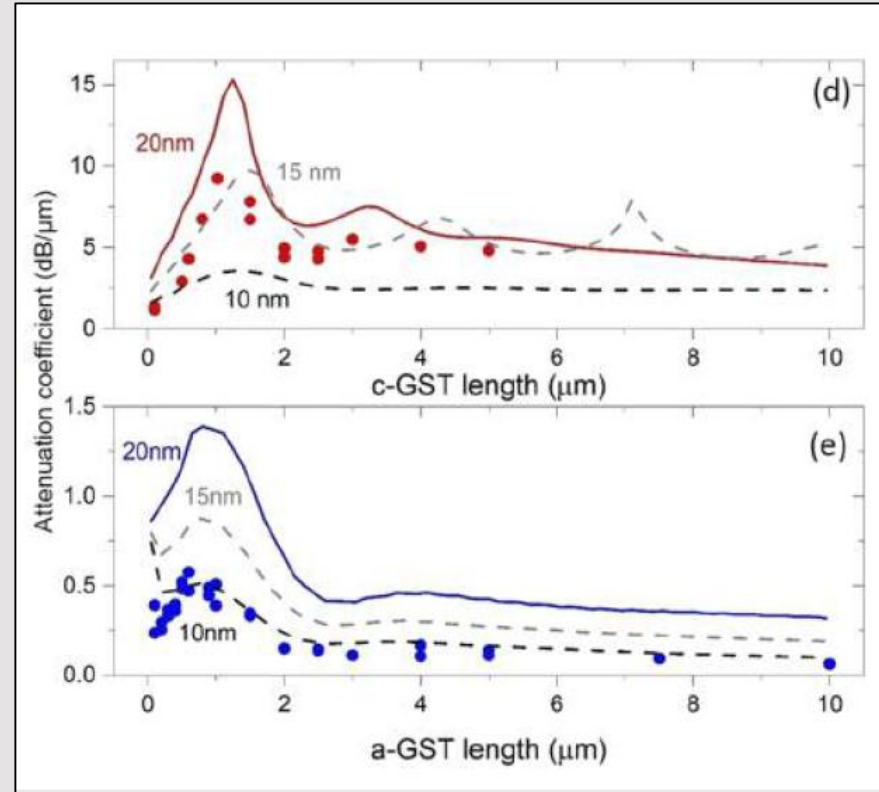 Attenuation coefficient (dB/μm)
(d)
15
10
5
0
20nm
15 nm
10 nm
0 2 4 6 8 10
c-GST length (μm)
(e)
1.5
1.0
0.5
0.0
20nm
15nm
10nm
0 2 4 6 8 10
a-GST length (μm)